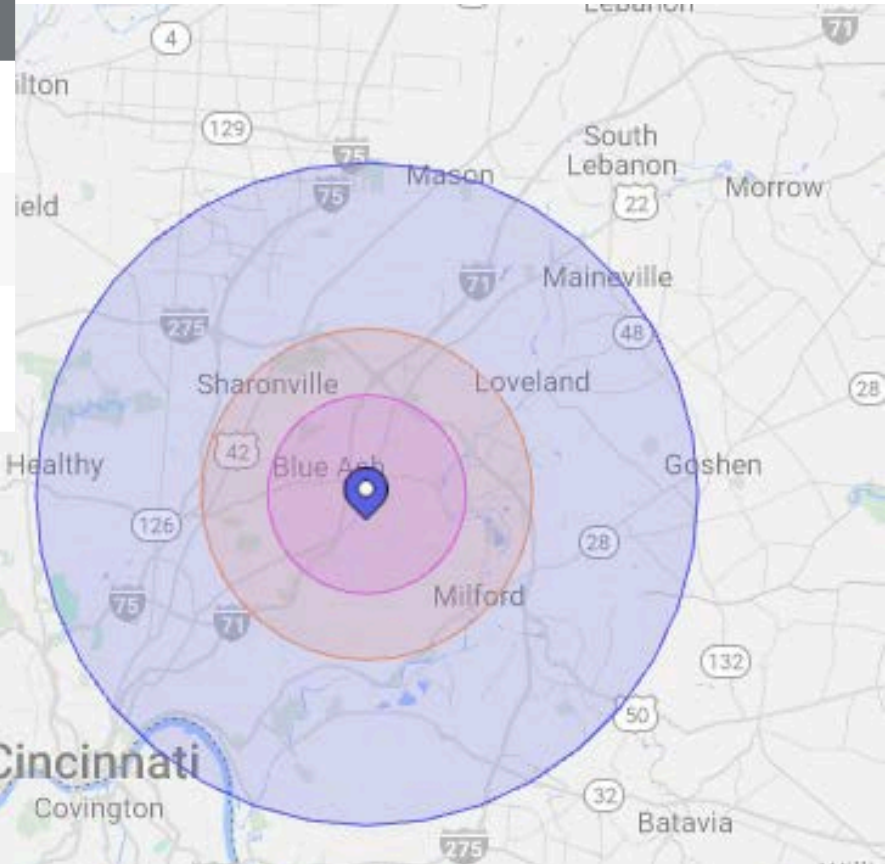 Lebanon
71
4
ilton
129
75
South
Lebanon
Mason
75
Morrow
22
ield
71
Maineville
275
48
Sharonville
Loveland
28
42
Blue Ash
Healthy
Goshen
126
28
75
Milford
71
132
50
Cincinnati
32
Covington
Batavia
275